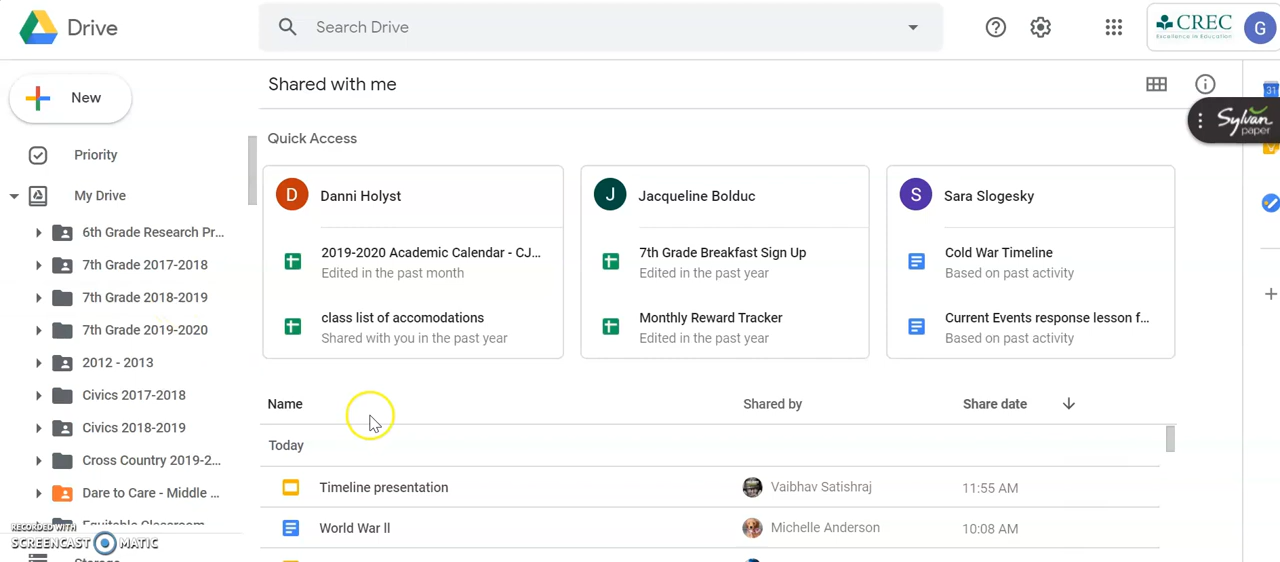 Drive
Search Drive
CREC
Excellence in Education
G
New
Shared with me
31
Sylvan
paper
Priority
My Drive
6th Grade Research Pr...
7th Grade 2017-2018
7th Grade 2018-2019
7th Grade 2019-2020
2012 - 2013
Civics 2017-2018
Civics 2018-2019
Cross Country 2019-2...
Dare to Care - Middle ...
Equitable Classroom
Storage
RECORDED WITH
SCREENCAST MATIC
Quick Access
D
Danni Holyst
2019-2020 Academic Calendar - CJ...
Edited in the past month
class list of accomodations
Shared with you in the past year
J
Jacqueline Bolduc
7th Grade Breakfast Sign Up
Edited in the past year
Monthly Reward Tracker
Edited in the past year
S
Sara Slogesky
Cold War Timeline
Based on past activity
Current Events response lesson f...
Based on past activity
Name
Shared by
Share date
Today
Timeline presentation
Vaibhav Satishraj
11:55 AM
World War II
Michelle Anderson
10:08 AM